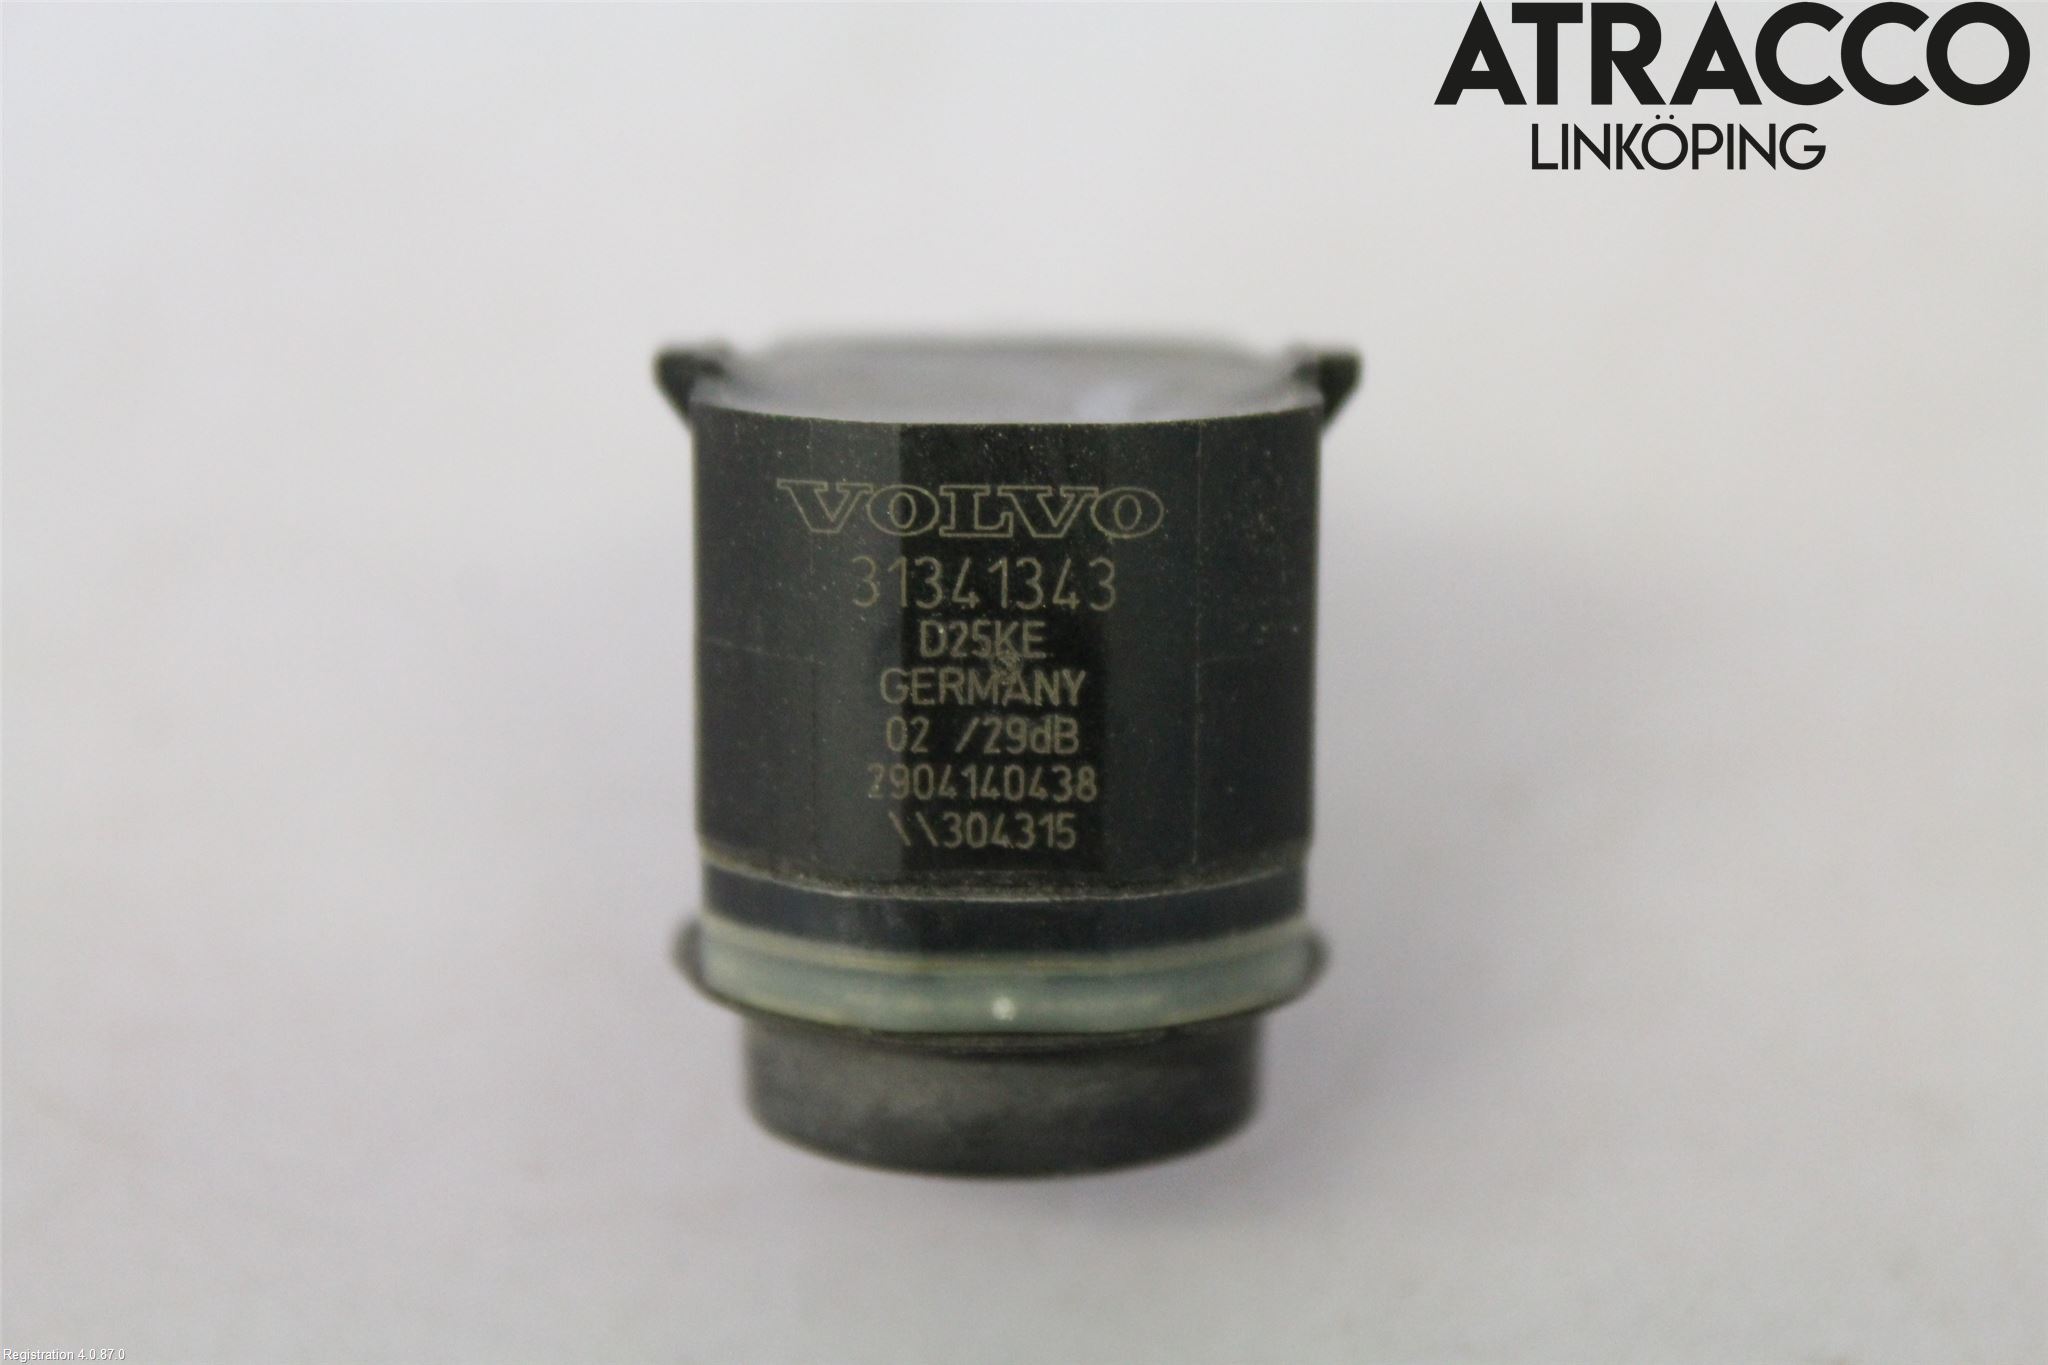 ATRACCO
LINKÖPING
VOLVO
31341343
D25KE
GERMANY
02 /29dB
2904140438
\\304315
Registration 4.0.87.0